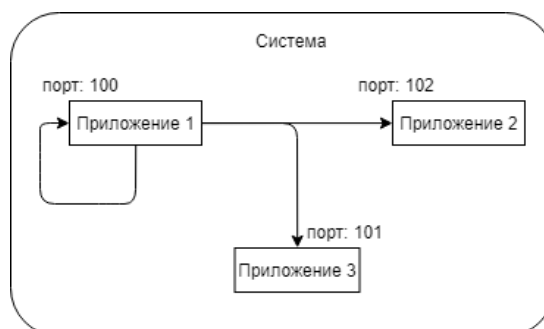 Система
порт: 100
порт: 102
Приложение 1
Приложение 2
порт: 101
Приложение 3